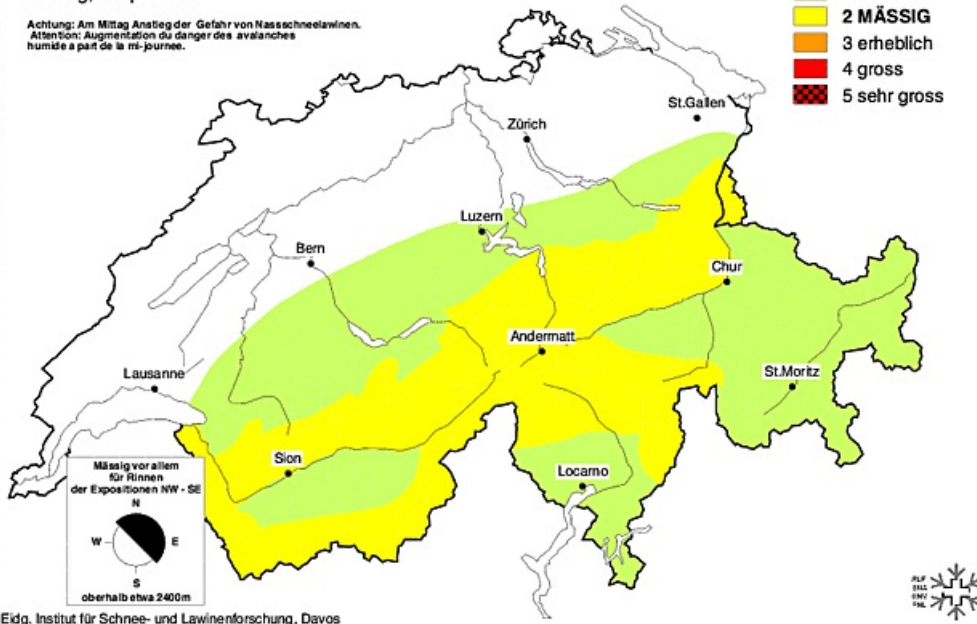 Achtung: Am Mittag Anstieg der Gefahr von Nassschneelawinen.
Attention: Augmentation du danger des avalanches
humide a part de la mi-journee.
2 MÄSSIG
3 erheblich
4 gross
5 sehr gross
St.Gallen
Zürich
Luzern
Bern
Chur
Andermatt
Lausanne
St.Moritz
Sion
Locarno
Mässig vor allem
für Rinnen
der Expositionen NW - SE
N
W
E
S
oberhalb etwa 2400m
SLF
Eidg. Institut für Schnee- und Lawinenforschung, Davos